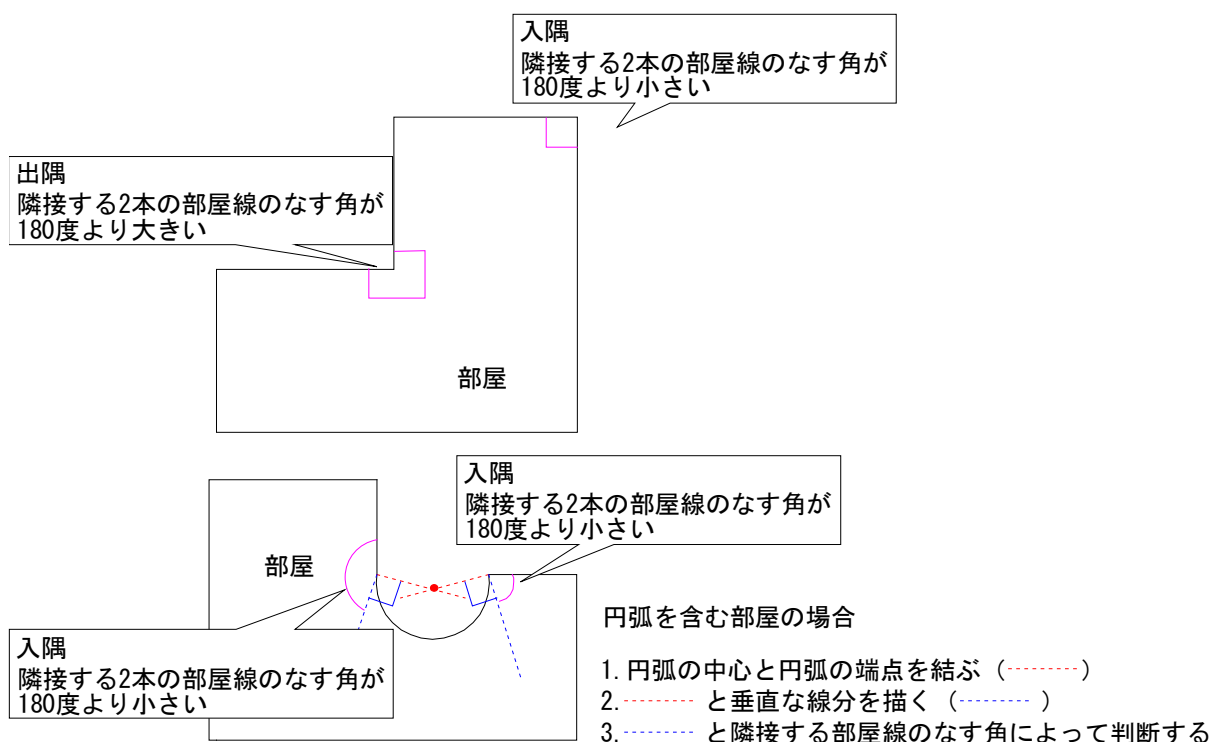 入隅
隣接する2本の部屋線のなす角が
180度より小さい
出隅
隣接する2本の部屋線のなす角が
180度より大きい
部屋
入隅
隣接する2本の部屋線のなす角が
180度より小さい
部屋
入隅
隣接する2本の部屋線のなす角が
180度より小さい
円弧を含む部屋の場合
1.円弧の中心と円弧の端点を結ぶ（---------）
2.--------- と垂直な線分を描く（--------- ）
3.--------- と隣接する部屋線のなす角によって判断する